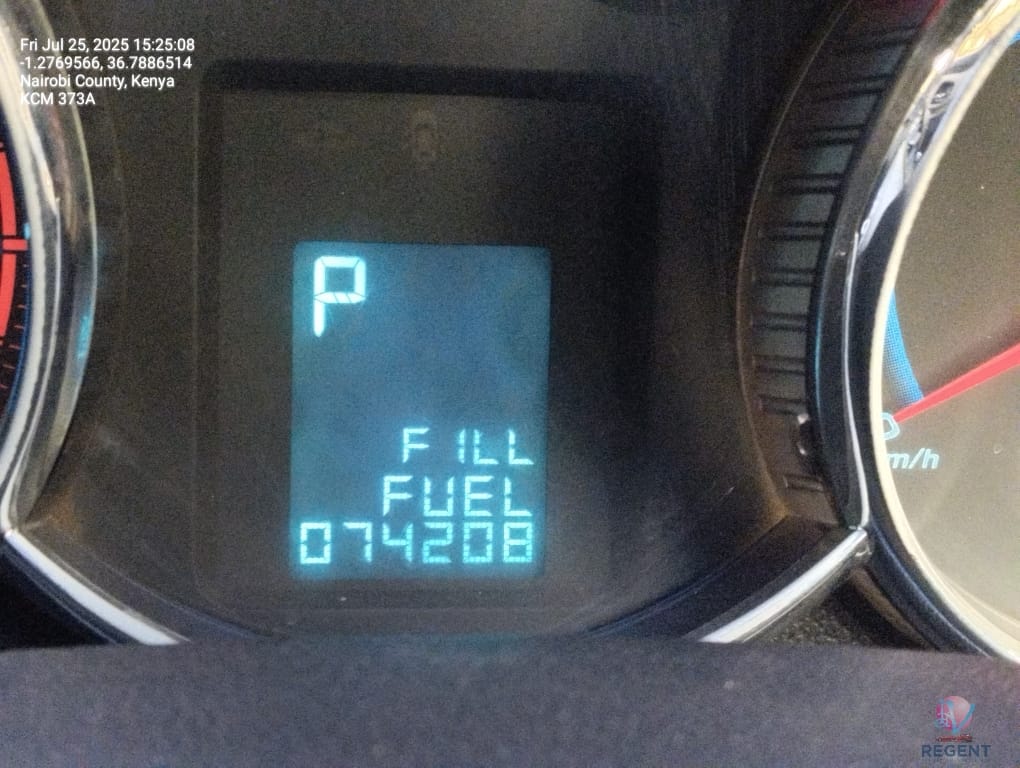 Fri Jul 25, 2025 15:25:08
-1.2769566, 36.7886514
Nairobi County, Kenya
KCM 373A
P
FILL
FUEL
074208
0
m/h
REGENT